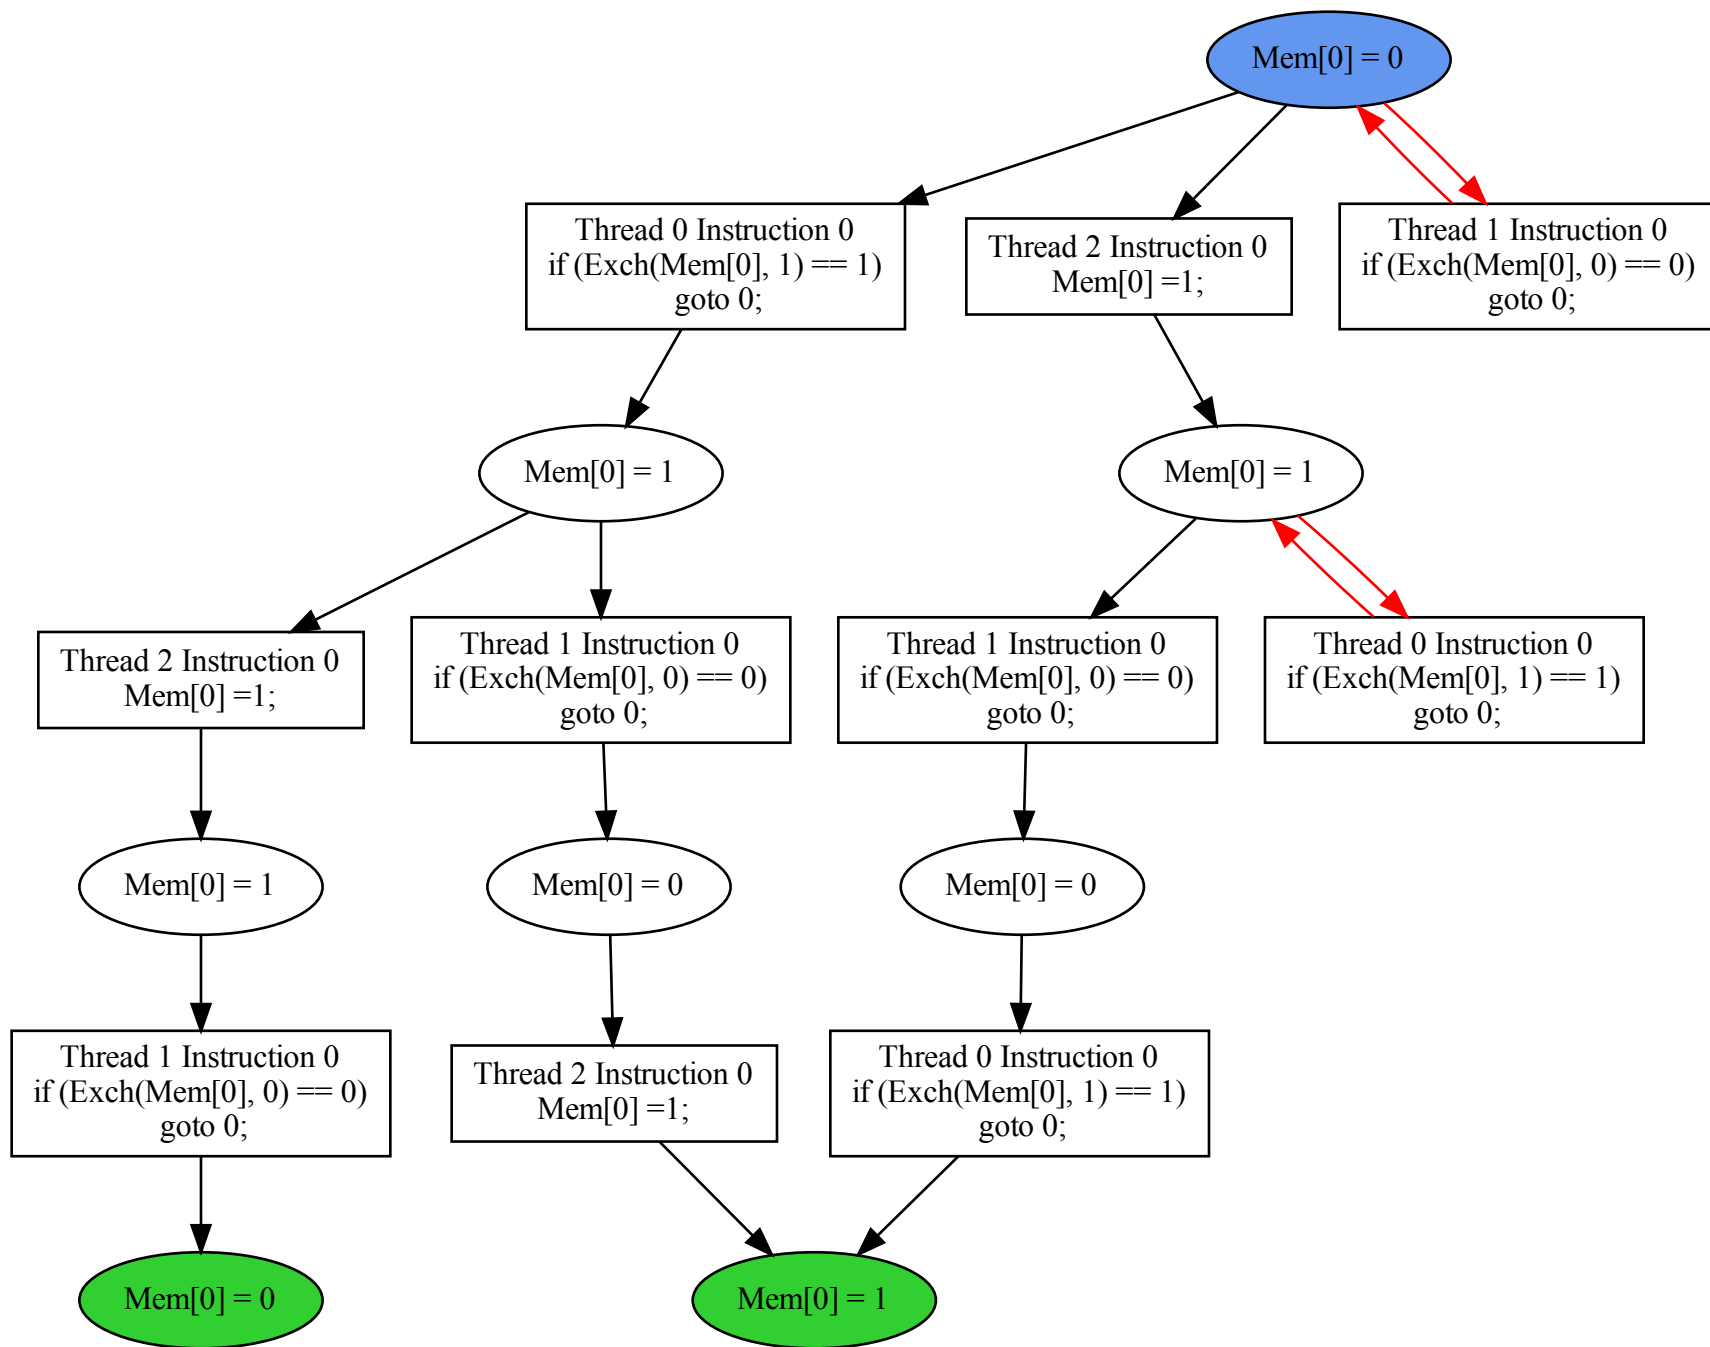 Mem[0] = 0
Thread 0 Instruction 0
if (Exch(Mem[0], 1) == 1)
goto 0;
Thread 2 Instruction 0
Mem[0] =1;
Thread 1 Instruction 0
if (Exch(Mem[0], 0) == 0)
goto 0;
Mem[0] = 1
Mem[0] = 1
Thread 2 Instruction 0
Mem[0] =1;
Thread 1 Instruction 0
if (Exch(Mem[0], 0) == 0)
goto 0;
Thread 1 Instruction 0
if (Exch(Mem[0], 0) == 0)
goto 0;
Thread 0 Instruction 0
if (Exch(Mem[0], 1) == 1)
goto 0;
Mem[0] = 1
Mem[0] = 0
Mem[0] = 0
Thread 1 Instruction 0
if (Exch(Mem[0], 0) == 0)
goto 0;
Thread 2 Instruction 0
Mem[0] =1;
Thread 0 Instruction 0
if (Exch(Mem[0], 1) == 1)
goto 0;
Mem[0] = 0
Mem[0] = 1